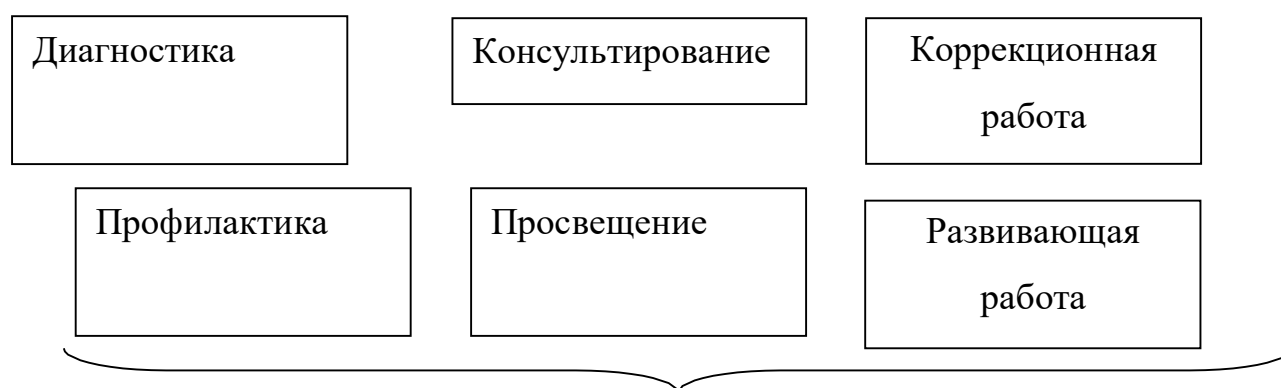 Диагностика
Консультирование
Коррекционная
работа
Профилактика
Просвещение
Развивающая
работа